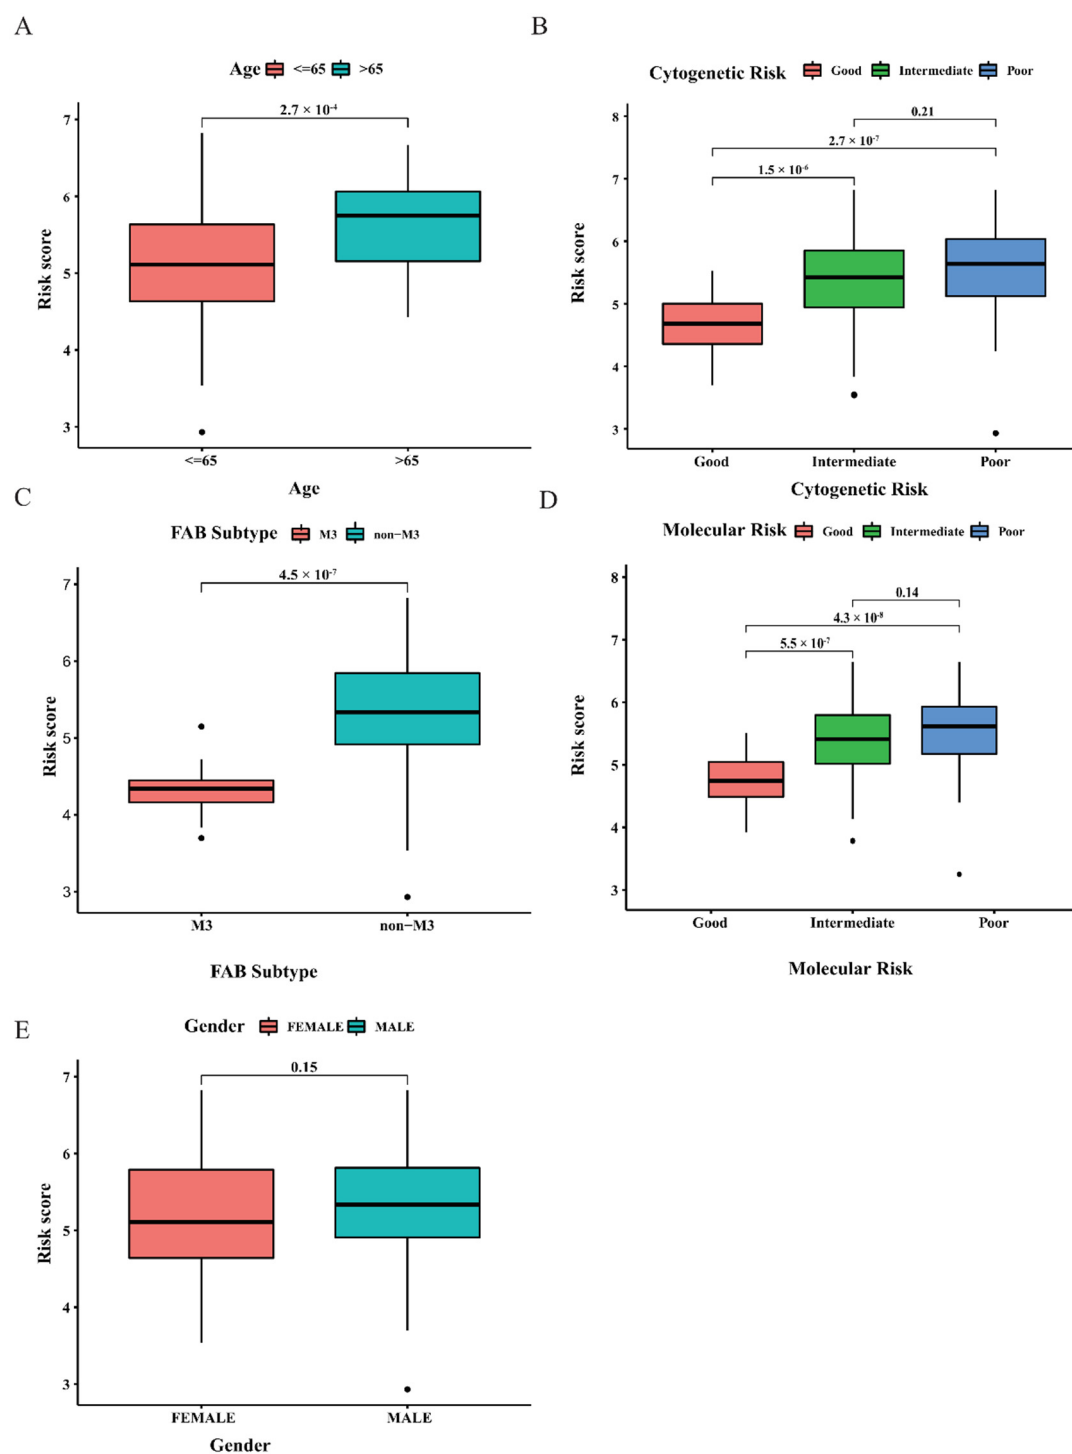 A
Age <=65 >65
2.7 × 10-4
7
6
5
4
3
Risk score
<=65 >65
Age
B
Cytogenetic Risk Good Intermediate Poor
0.21
2.7 × 10-7
1.5 × 10-6
8
7
6
5
4
3
Risk score
Good Intermediate Poor
Cytogenetic Risk
C
FAB Subtype M3 non−M3
4.5 × 10-7
7
6
5
4
3
Risk score
M3 non−M3
FAB Subtype
D
Molecular Risk Good Intermediate Poor
0.14
4.3 × 10-8
5.5 × 10-7
8
7
6
5
4
3
Risk score
Good Intermediate Poor
Molecular Risk
E
Gender FEMALE MALE
0.15
7
6
5
4
3
Risk score
FEMALE MALE
Gender